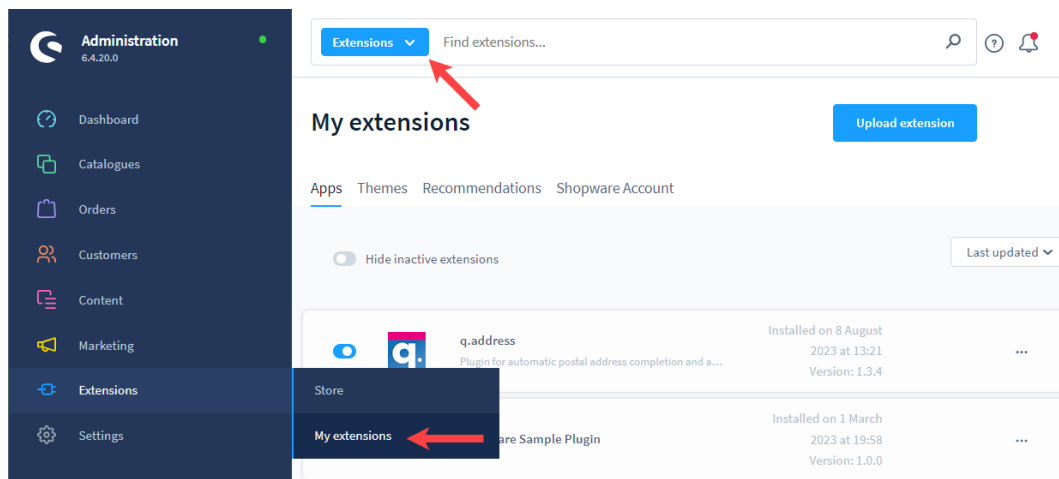 Administration
6.4.20.0
Dashboard
Catalogues
Orders
Customers
Content
Marketing
Extensions
Settings
Store
My extensions
Extensions
Find extensions...
My extensions
Upload extension
Apps Themes Recommendations Shopware Account
Hide inactive extensions
Last updated
q.
q.address
Plugin for automatic postal address completion and a...
Installed on 8 August
2023 at 13:21
Version: 1.3.4
Sample Plugin
Installed on 1 March
2023 at 19:58
Version: 1.0.0